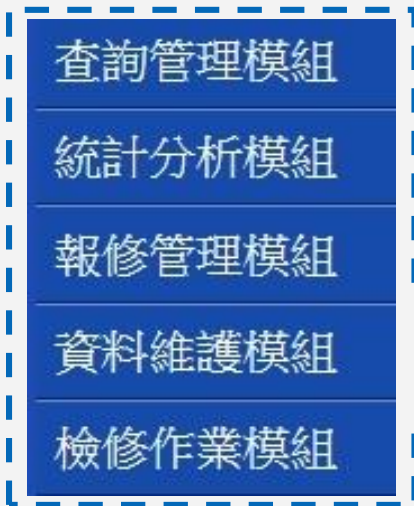 查詢管理模組
統計分析模組
報修管理模組
資料維護模組
檢修作業模組